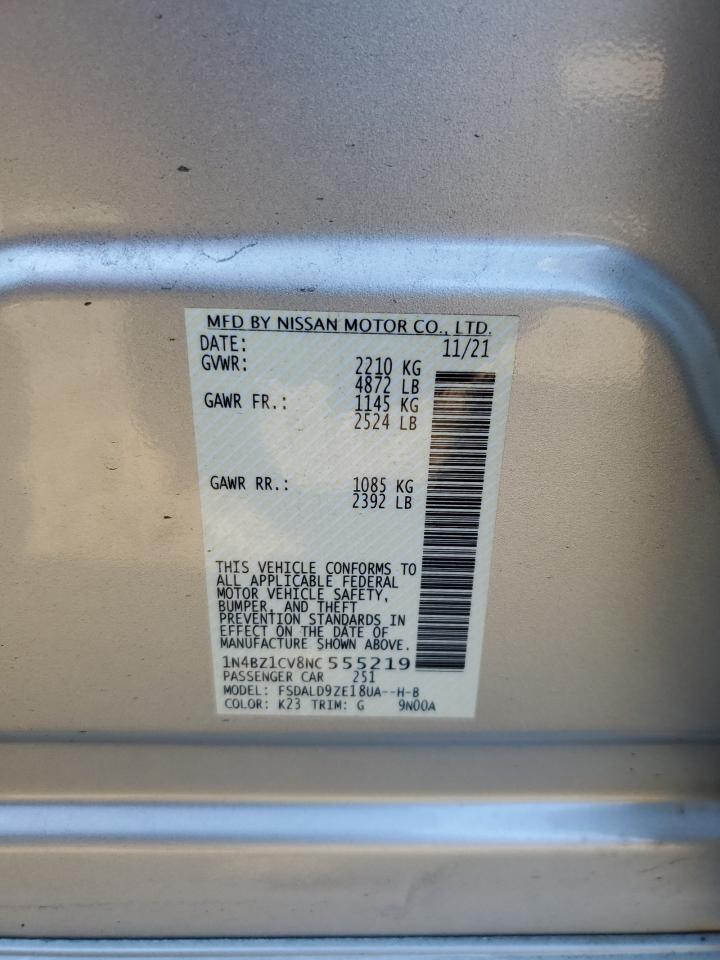 MFD BY NISSAN MOTOR CO., LTD.
DATE: 11/21
GVWR: 2210 KG
4872 LB
GAWR FR.: 1145 KG
2524 LB
GAWR RR.: 1085 KG
2392 LB
THIS VEHICLE CONFORMS TO
ALL APPLICABLE FEDERAL
MOTOR VEHICLE SAFETY,
BUMPER, AND THEFT
PREVENTION STANDARDS IN
EFFECT ON THE DATE OF
MANUFACTURE SHOWN ABOVE.
1N4BZ1CV8NC555219
PASSENGER CAR 251
MODEL: FSDALD9ZE18UA--H-B
COLOR: K23 TRIM: G 9N00A